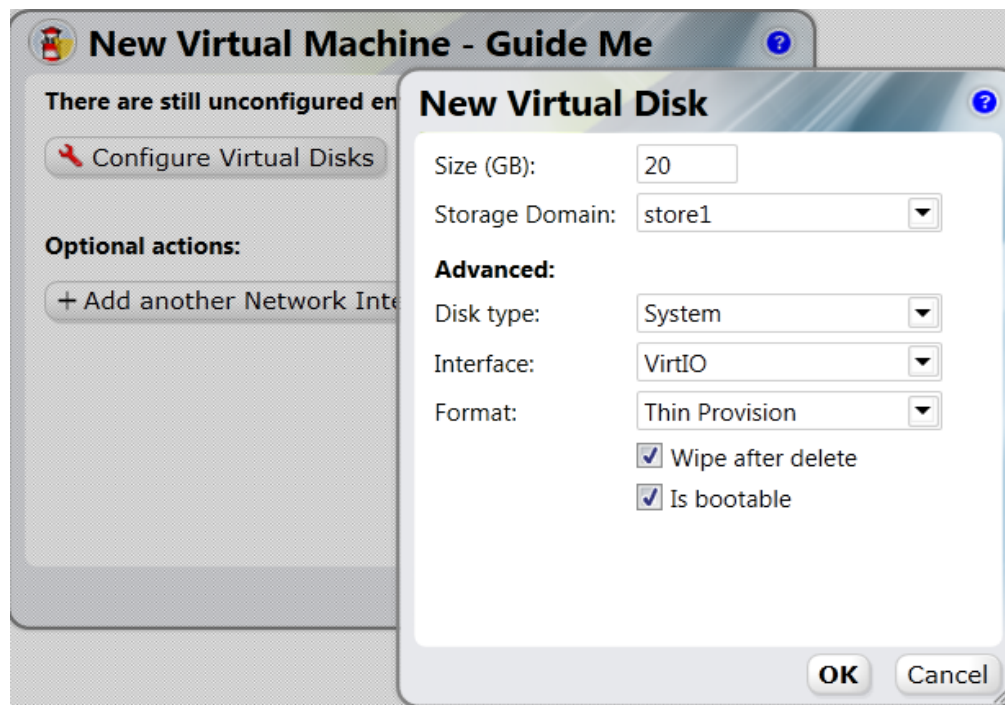 New Virtual Machine - Guide Me
?
There are still unconfigured en
Configure Virtual Disks
Optional actions:
+ Add another Network Inte
New Virtual Disk
?
Size (GB): 20
Storage Domain: store1
Advanced:
Disk type: System
Interface: VirtIO
Format: Thin Provision
Wipe after delete
Is bootable
OK Cancel